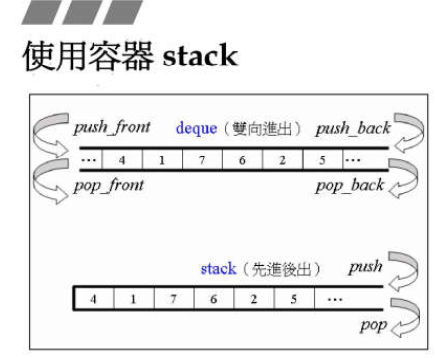 使用容器 stack
push_front deque（雙向進出） push_back
… 4 1 7 6 2 5 …
pop_front pop_back
stack（先進後出） push
4 1 7 6 2 5 …
pop